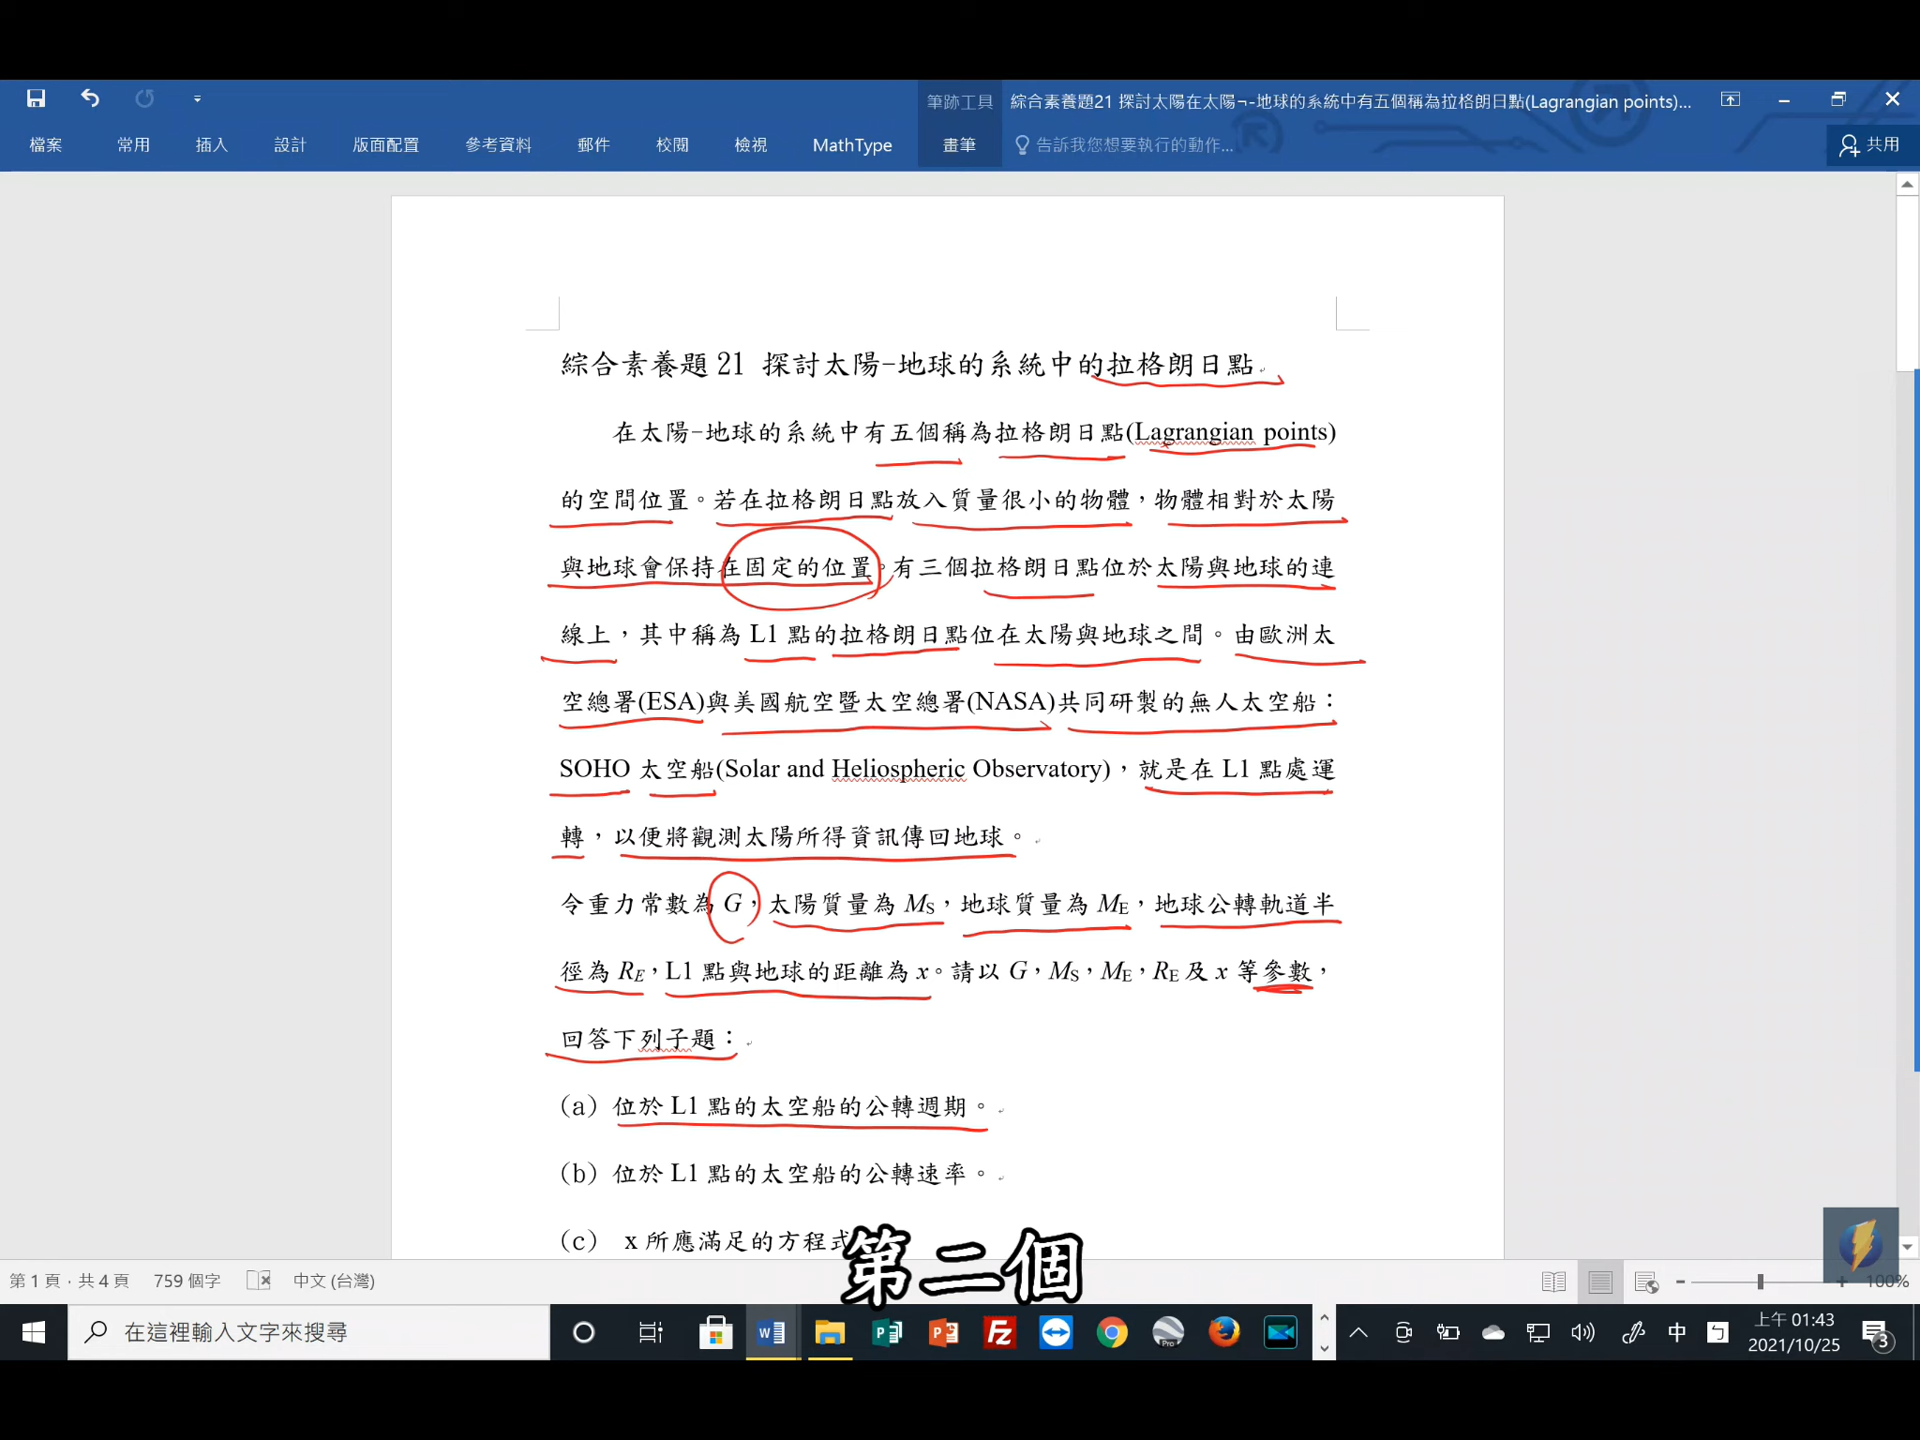 筆跡工具
綜合素養題21 探討太陽在太陽¬-地球的系統中有五個稱為拉格朗日點(Lagrangian points)...
檔案 常用 插入 設計 版面配置 參考資料 郵件 校閱 檢視 MathType 畫筆 告訴我您想要執行的動作... 共用
綜合素養題 21 探討太陽-地球的系統中的拉格朗日點
在太陽-地球的系統中有五個稱為拉格朗日點(Lagrangian points)
的空間位置。若在拉格朗日點放入質量很小的物體，物體相對於太陽
與地球會保持在固定的位置。有三個拉格朗日點位於太陽與地球的連
線上，其中稱為 L1 點的拉格朗日點位在太陽與地球之間。由歐洲太
空總署(ESA)與美國航空暨太空總署(NASA)共同研製的無人太空船：
SOHO 太空船(Solar and Heliospheric Observatory)，就是在 L1 點處運
轉，以便將觀測太陽所得資訊傳回地球。
令重力常數為 G，太陽質量為 MS，地球質量為 ME，地球公轉軌道半
徑為 RE，L1 點與地球的距離為 x。請以 G，MS，ME，RE 及 x 等參數，
回答下列子題：
(a) 位於 L1 點的太空船的公轉週期。
(b) 位於 L1 點的太空船的公轉速率。
(c) x 所應滿足的方程式
第二個
第 1 頁，共 4 頁 759 個字 中文 (台灣) 100%
在這裡輸入文字來搜尋
Pro
中
上午 01:43
2021/10/25
3